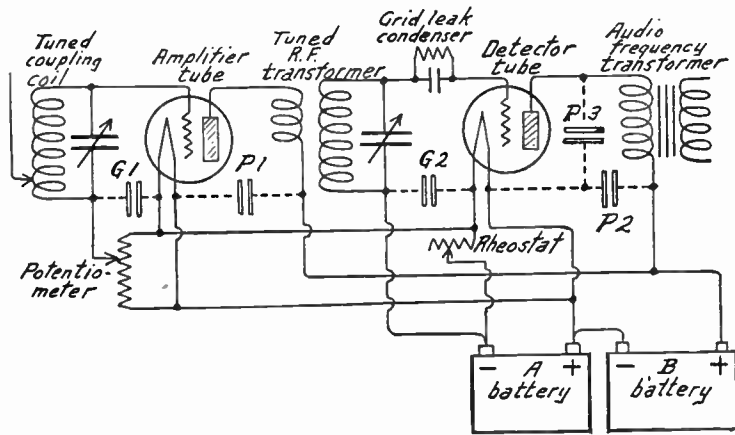 Tuned
coupling
coil
Amplifier
tube
Tuned
R.F.
transformer
Grid leak
condenser
Detector
tube
Audio
frequency
transformer
G1
P1
G2
P3
P2
Potentio-
meter
Rheostat
- A +
battery
- B +
battery